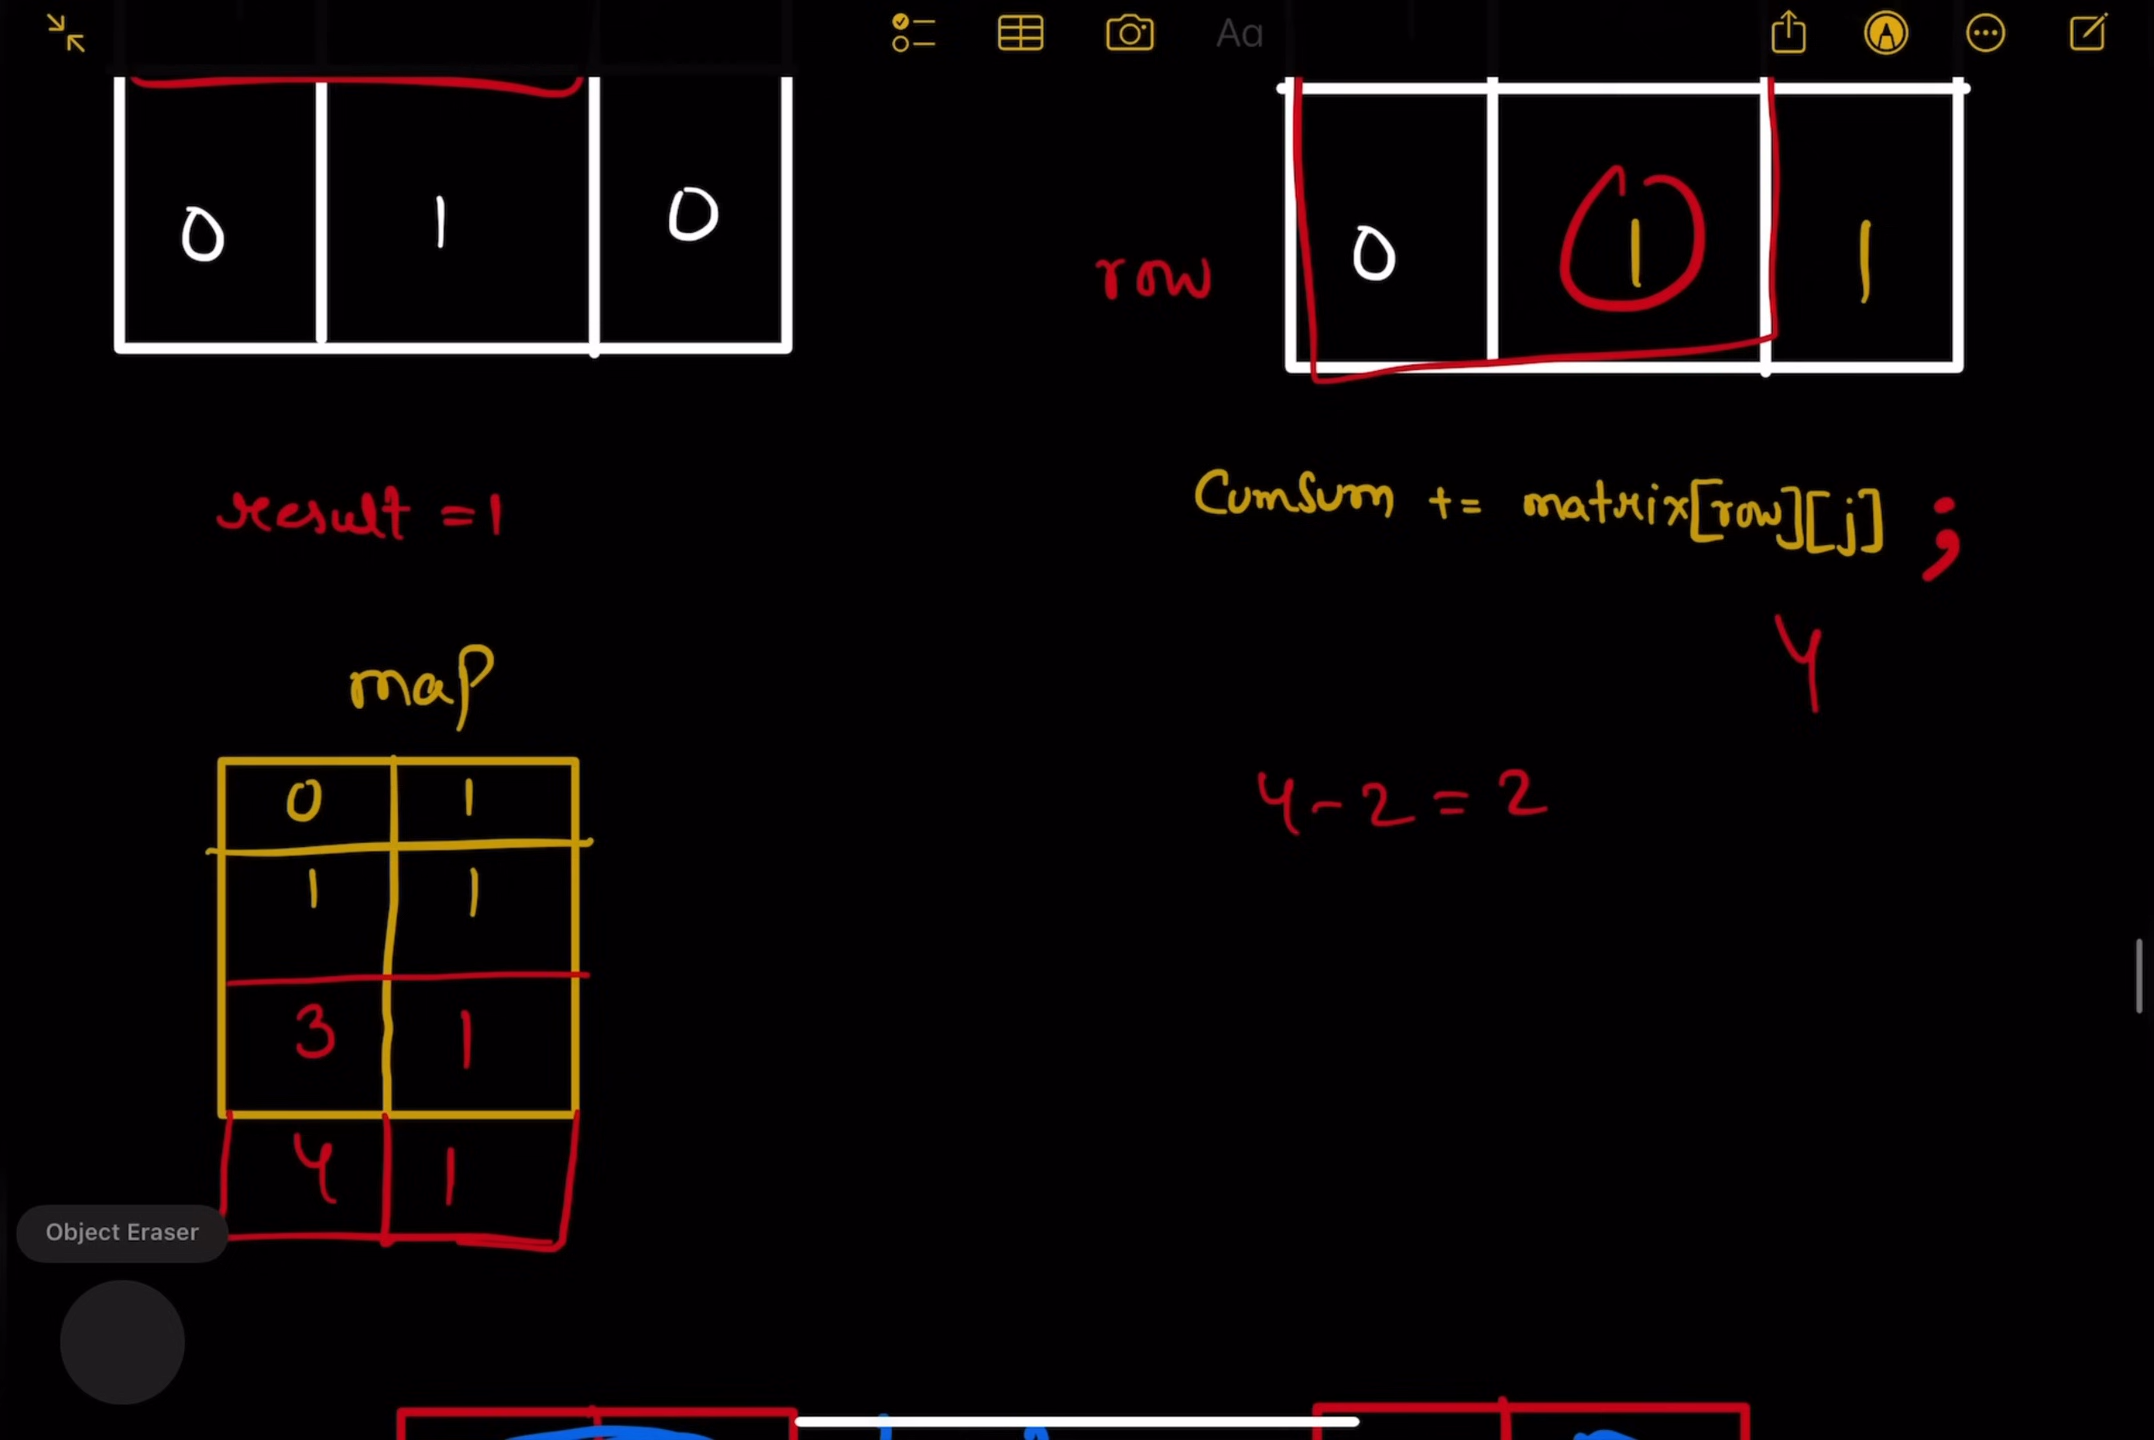 Aa
0 1 0
row 0 1 1
result = 1
CumSum += matrix[row][j] ;
4
map
4 - 2 = 2
0 1
1 1
3 1
4 1
Object Eraser